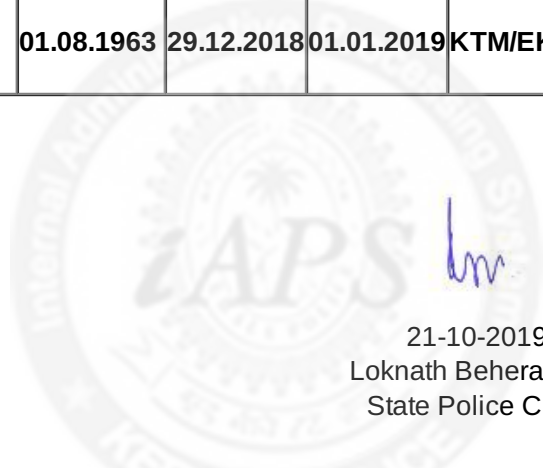 01.08.1963 29.12.2018 01.01.2019 KTM/EK
iAPS
21-10-2019
Loknath Behera
State Police C